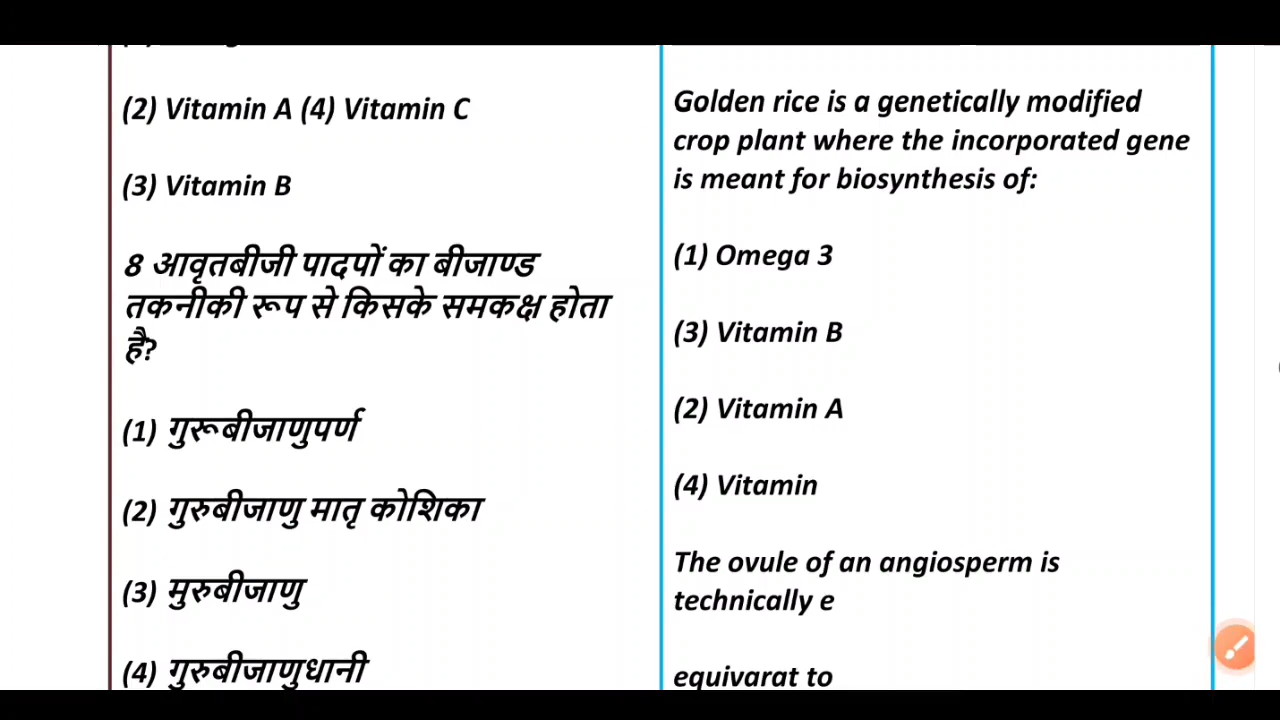 (2) Vitamin A (4) Vitamin C
(3) Vitamin B
8 आवृतबीजी पादपों का बीजाण्ड
तकनीकी रूप से किसके समकक्ष होता
है?
(1) गुरूबीजाणुपर्ण
(2) गुरुबीजाणु मातृ कोशिका
(3) मुरुबीजाणु
(4) गुरुबीजाणुधानी
Golden rice is a genetically modified
crop plant where the incorporated gene
is meant for biosynthesis of:
(1) Omega 3
(3) Vitamin B
(2) Vitamin A
(4) Vitamin
The ovule of an angiosperm is
technically e
equivarat to